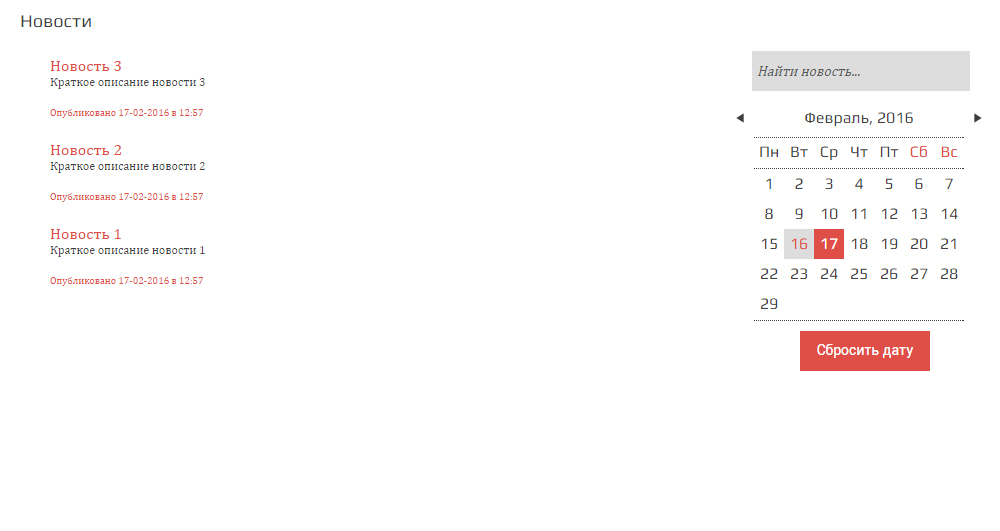 Новости
Новость 3
Краткое описание новости 3
Опубликовано 17-02-2016 в 12:57
Новость 2
Краткое описание новости 2
Опубликовано 17-02-2016 в 12:57
Новость 1
Краткое описание новости 1
Опубликовано 17-02-2016 в 12:57
Найти новость...
Февраль, 2016
Пн Вт Ср Чт Пт Сб Вс
1 2 3 4 5 6 7
8 9 10 11 12 13 14
15 16 17 18 19 20 21
22 23 24 25 26 27 28
29
Сбросить дату